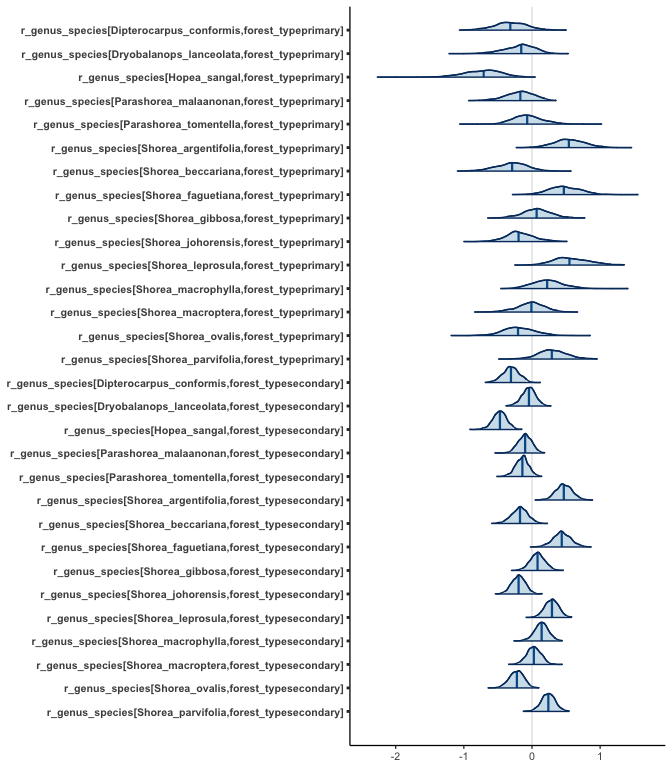 r_genus_species[Dipterocarpus_conformis,forest_typeprimary]
r_genus_species[Dryobalanops_lanceolata,forest_typeprimary]
r_genus_species[Hopea_sangal,forest_typeprimary]
r_genus_species[Parashorea_malaanonan,forest_typeprimary]
r_genus_species[Parashorea_tomentella,forest_typeprimary]
r_genus_species[Shorea_argentifolia,forest_typeprimary]
r_genus_species[Shorea_beccariana,forest_typeprimary]
r_genus_species[Shorea_faguetiana,forest_typeprimary]
r_genus_species[Shorea_gibbosa,forest_typeprimary]
r_genus_species[Shorea_johorensis,forest_typeprimary]
r_genus_species[Shorea_leprosula,forest_typeprimary]
r_genus_species[Shorea_macrophylla,forest_typeprimary]
r_genus_species[Shorea_macroptera,forest_typeprimary]
r_genus_species[Shorea_ovalis,forest_typeprimary]
r_genus_species[Shorea_parvifolia,forest_typeprimary]
r_genus_species[Dipterocarpus_conformis,forest_typesecondary]
r_genus_species[Dryobalanops_lanceolata,forest_typesecondary]
r_genus_species[Hopea_sangal,forest_typesecondary]
r_genus_species[Parashorea_malaanonan,forest_typesecondary]
r_genus_species[Parashorea_tomentella,forest_typesecondary]
r_genus_species[Shorea_argentifolia,forest_typesecondary]
r_genus_species[Shorea_beccariana,forest_typesecondary]
r_genus_species[Shorea_faguetiana,forest_typesecondary]
r_genus_species[Shorea_gibbosa,forest_typesecondary]
r_genus_species[Shorea_johorensis,forest_typesecondary]
r_genus_species[Shorea_leprosula,forest_typesecondary]
r_genus_species[Shorea_macrophylla,forest_typesecondary]
r_genus_species[Shorea_macroptera,forest_typesecondary]
r_genus_species[Shorea_ovalis,forest_typesecondary]
r_genus_species[Shorea_parvifolia,forest_typesecondary]
-2 -1 0 1